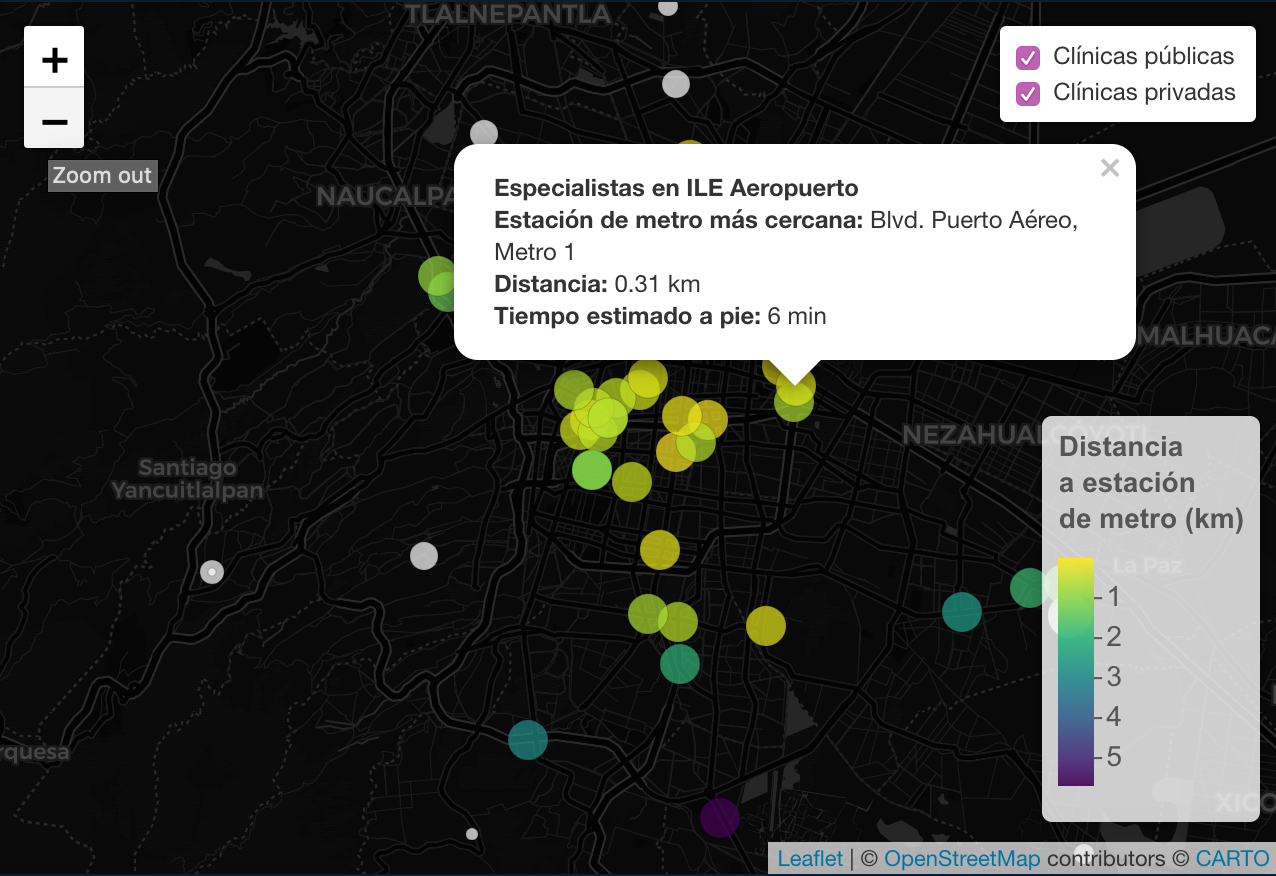 TLALNEPANTLA
+
−
Zoom out
Clínicas públicas
Clínicas privadas
×
Especialistas en ILE Aeropuerto
Estación de metro más cercana: Blvd. Puerto Aéreo,
Metro 1
Distancia: 0.31 km
Tiempo estimado a pie: 6 min
NAUCALPA
MALHUACA
NEZAHUALCÓYOTL
Santiago
Yancuitlalpan
Distancia
a estación
de metro (km)
La Paz
1
2
3
4
5
rquesa
XICO
Leaflet | © OpenStreetMap contributors © CARTO